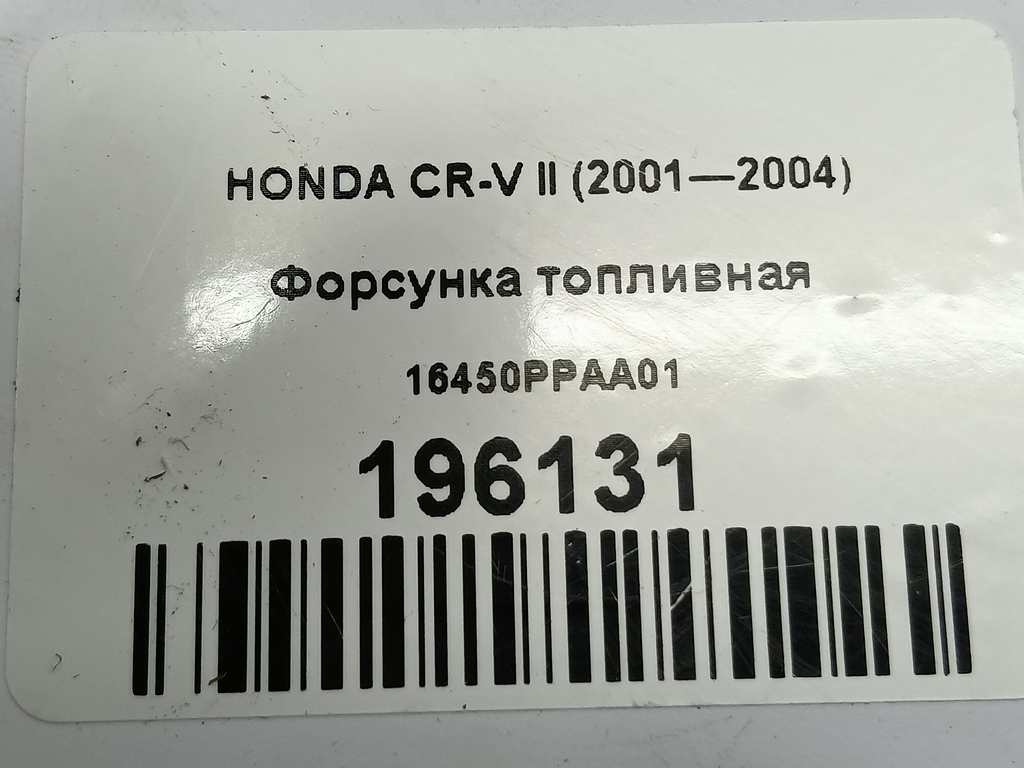 HONDA CR-V II (2001—2004)
Форсунка топливная
16450PPAA01
196131